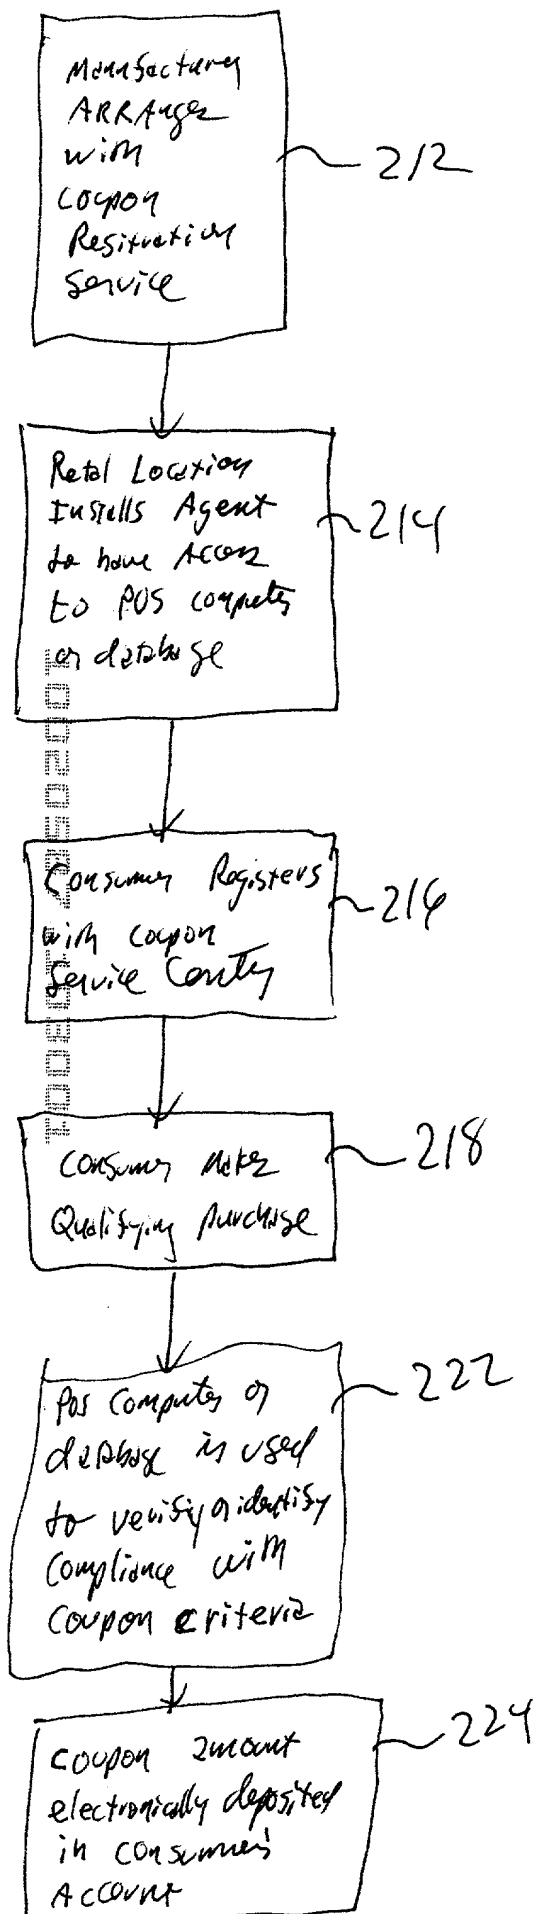 Manufacturer
ARRANges
with
Coupon
Resitration
Service
212
Retal Location
Installs Agent
to have Access
to POS computer
or database
214
Consumer Registers
with coupon
Service Center
216
Consumer Makes
Qualifying purchase
218
POS Computer or
database is used
to verify or identify
Compliance with
Coupon criteria
222
Coupon amount
electronically deposited
in consumers
Account
224